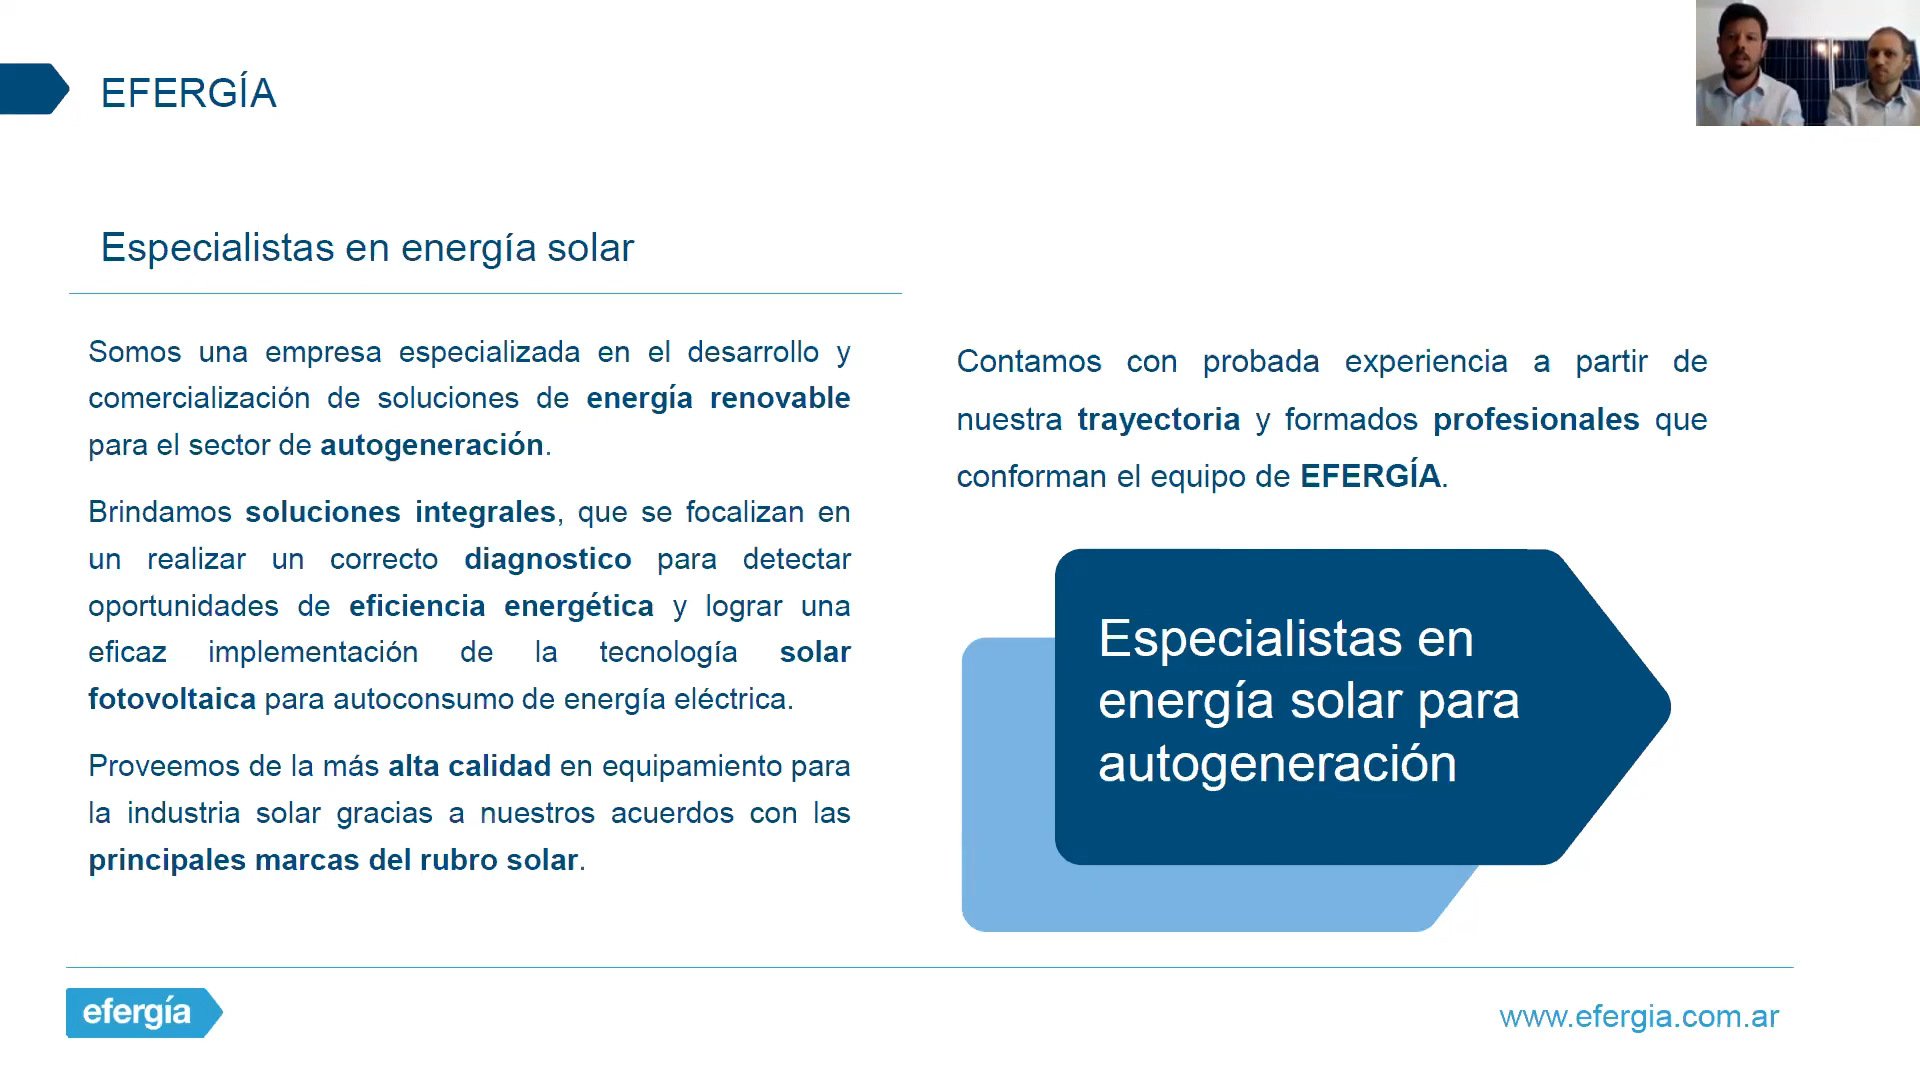 EFERGÍA
Especialistas en energía solar
Somos una empresa especializada en el desarrollo y
comercialización de soluciones de energía renovable
para el sector de autogeneración.
Brindamos soluciones integrales, que se focalizan en
un realizar un correcto diagnostico para detectar
oportunidades de eficiencia energética y lograr una
eficaz implementación de la tecnología solar
fotovoltaica para autoconsumo de energía eléctrica.
Proveemos de la más alta calidad en equipamiento para
la industria solar gracias a nuestros acuerdos con las
principales marcas del rubro solar.
Contamos con probada experiencia a partir de
nuestra trayectoria y formados profesionales que
conforman el equipo de EFERGÍA.
Especialistas en
energía solar para
autogeneración
efergía
www.efergia.com.ar